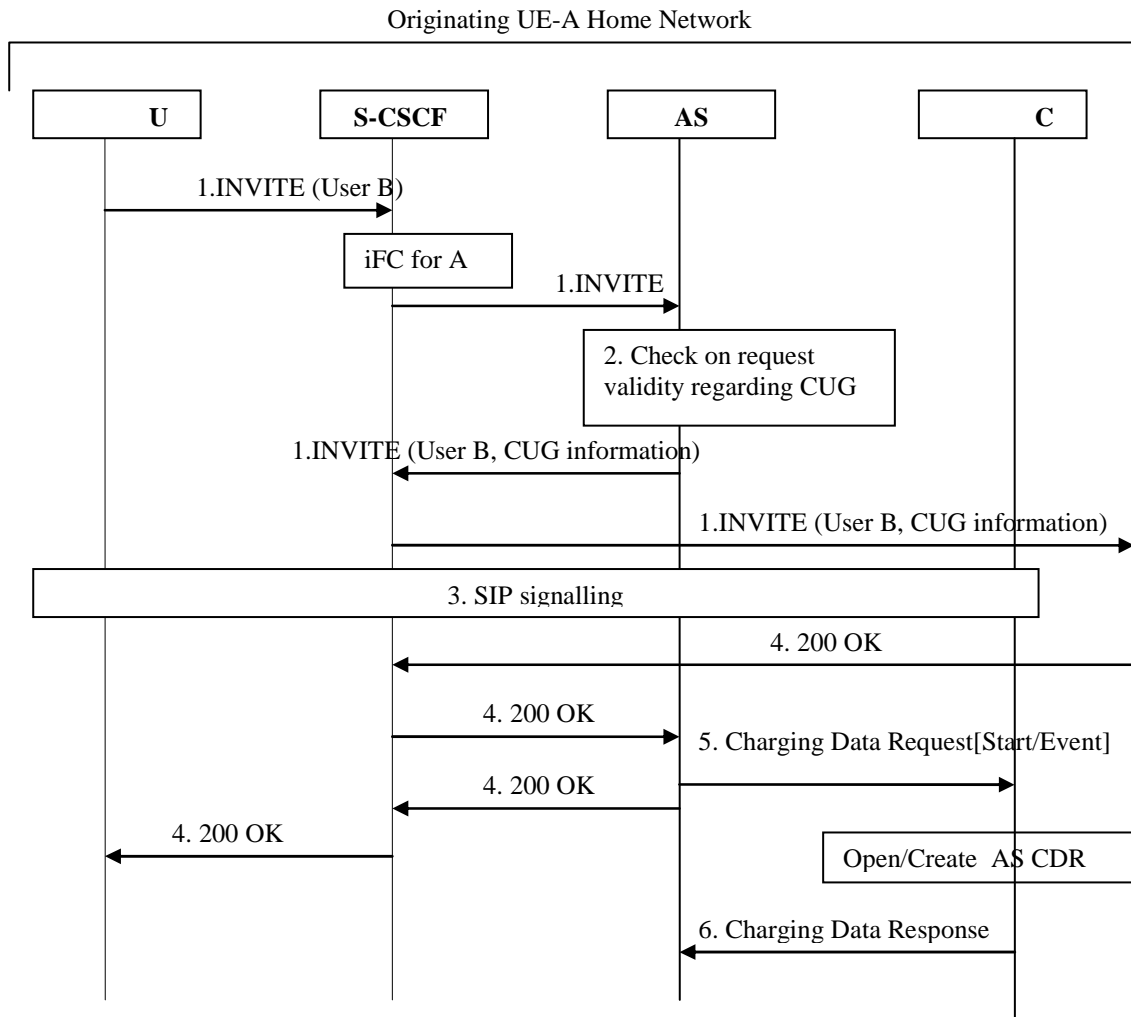 Originating UE-A Home Network
U
S-CSCF
AS
C
1.INVITE (User B)
iFC for A
1.INVITE
2. Check on request
validity regarding CUG
1.INVITE (User B, CUG information)
1.INVITE (User B, CUG information)
3. SIP signalling
4. 200 OK
4. 200 OK
5. Charging Data Request[Start/Event]
4. 200 OK
4. 200 OK
Open/Create AS CDR
6. Charging Data Response